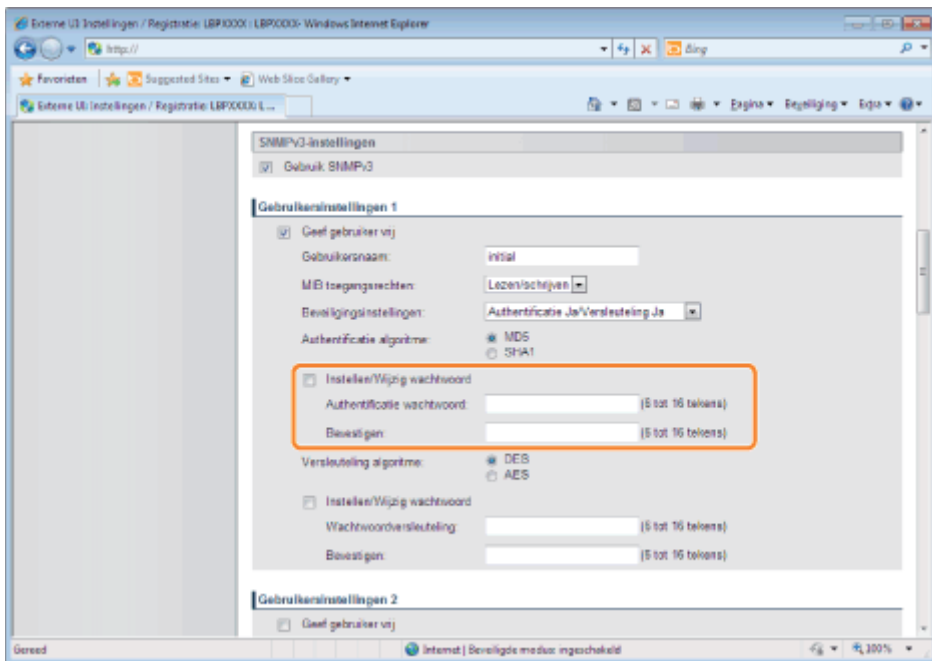 Externe UI: Instellingen / Registratie: LBPXXXX : LBPXXXX- Windows Internet Explorer
http://
Bing
Favorieten Suggested Sites Web Slice Gallery
Externe UI: Instellingen / Registratie: LBPXXXX: L...
Pagina Beveiliging Extra
SNMPv3-instellingen
Gebruik SNMPv3
Gebruikersinstellingen 1
Geef gebruiker vrij
Gebruikersnaam: initial
MIB toegangsrechten: Lezen/schrijven
Beveiligingsinstellingen: Authentificatie Ja/Versleuteling Ja
Authentificatie algoritme: MD5
SHA1
Instellen/Wijzig wachtwoord
Authentificatie wachtwoord: (6 tot 16 tekens)
Bevestigen: (6 tot 16 tekens)
Versleuteling algoritme: DES
AES
Instellen/Wijzig wachtwoord
Wachtwoordversleuteling: (6 tot 16 tekens)
Bevestigen: (6 tot 16 tekens)
Gebruikersinstellingen 2
Geef gebruiker vrij
Gereed Internet | Beveiligde modus: ingeschakeld 100%